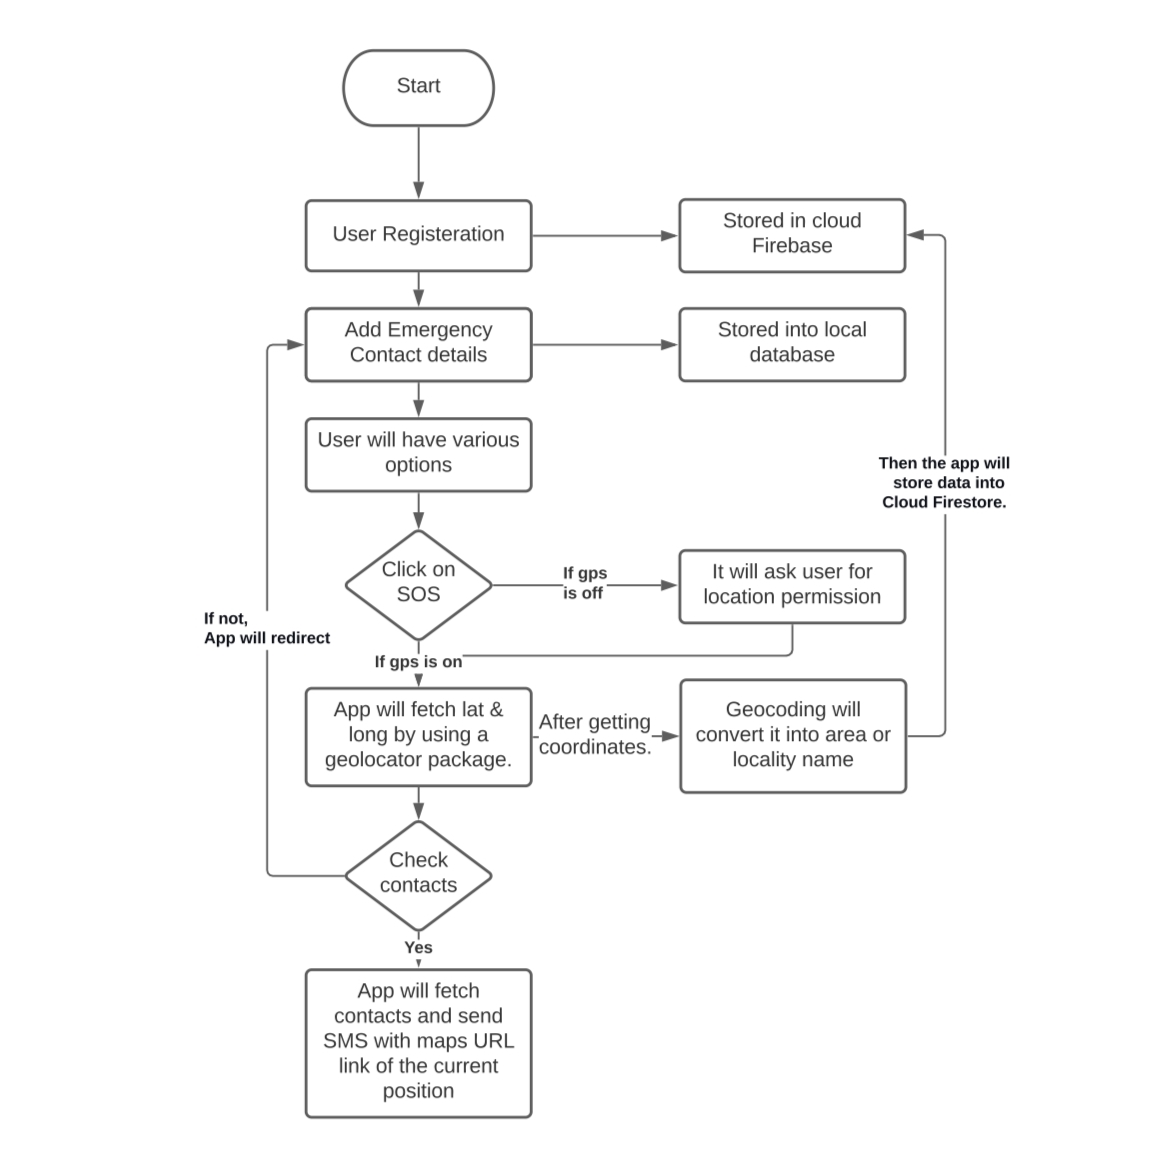 Start
User Registeration
Stored in cloud
Firebase
Add Emergency
Contact details
Stored into local
database
User will have various
options
Then the app will
store data into
Cloud Firestore.
Click on
SOS
If gps
is off
It will ask user for
location permission
If not,
App will redirect
If gps is on
App will fetch lat &
long by using a
geolocator package.
After getting
coordinates.
Geocoding will
convert it into area or
locality name
Check
contacts
Yes
App will fetch
contacts and send
SMS with maps URL
link of the current
position